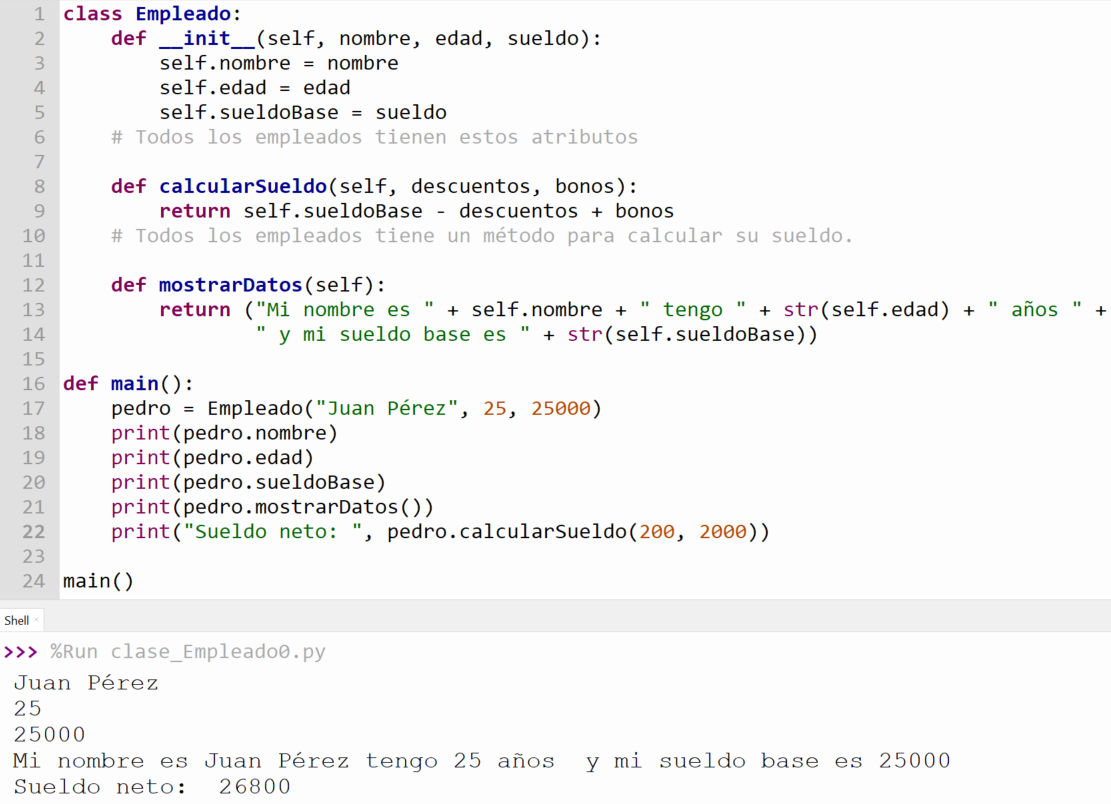 1 class Empleado:
2     def __init__(self, nombre, edad, sueldo):
3         self.nombre = nombre
4         self.edad = edad
5         self.sueldoBase = sueldo
6     # Todos los empleados tienen estos atributos
7
8     def calcularSueldo(self, descuentos, bonos):
9         return self.sueldoBase - descuentos + bonos
10     # Todos los empleados tiene un método para calcular su sueldo.
11
12     def mostrarDatos(self):
13         return ("Mi nombre es " + self.nombre + " tengo " + str(self.edad) + " años " +
14                 " y mi sueldo base es " + str(self.sueldoBase))
15
16 def main():
17     pedro = Empleado("Juan Pérez", 25, 25000)
18     print(pedro.nombre)
19     print(pedro.edad)
20     print(pedro.sueldoBase)
21     print(pedro.mostrarDatos())
22     print("Sueldo neto: ", pedro.calcularSueldo(200, 2000))
23
24 main()
Shell ×
>>> %Run clase_Empleado0.py
Juan Pérez
25
25000
Mi nombre es Juan Pérez tengo 25 años  y mi sueldo base es 25000
Sueldo neto:  26800